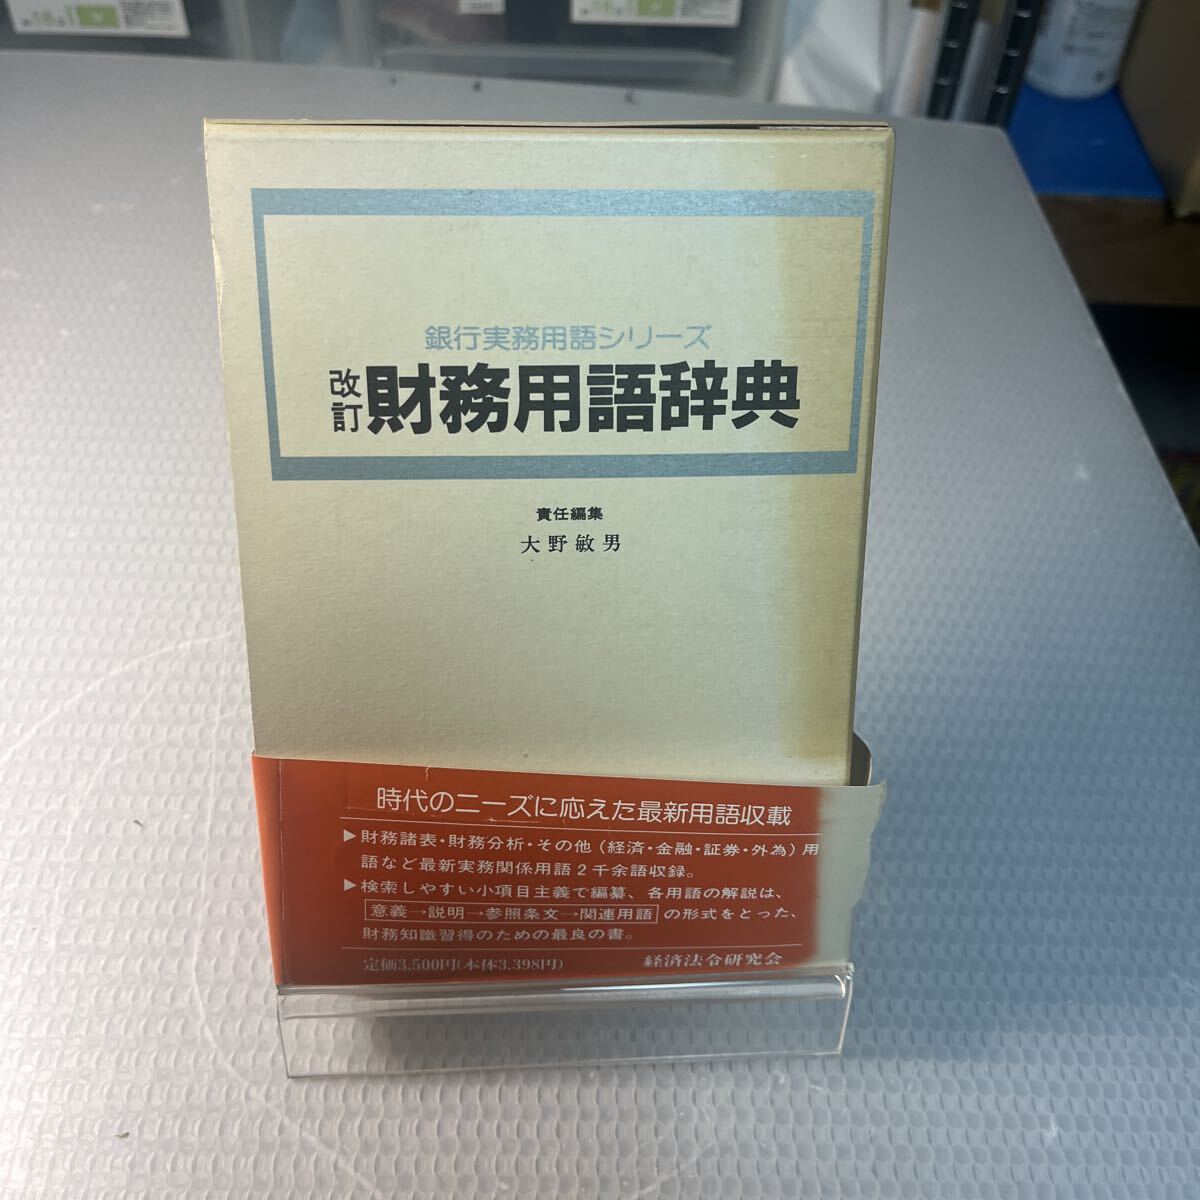 銀行実務用語シリーズ
改訂 財務用語辞典
責任編集
大野敏男
時代のニーズに応えた最新用語収載
▶財務諸表・財務分析・その他（経済・金融・証券・外為）用
語など最新実務関係用語２千余語収録。
▶検索しやすい小項目主義で編纂、各用語の解説は、
意義→説明→参照条文→関連用語 の形式をとった、
財務知識習得のための最良の書。
定価3,500円(本体3,398円) 経済法令研究会